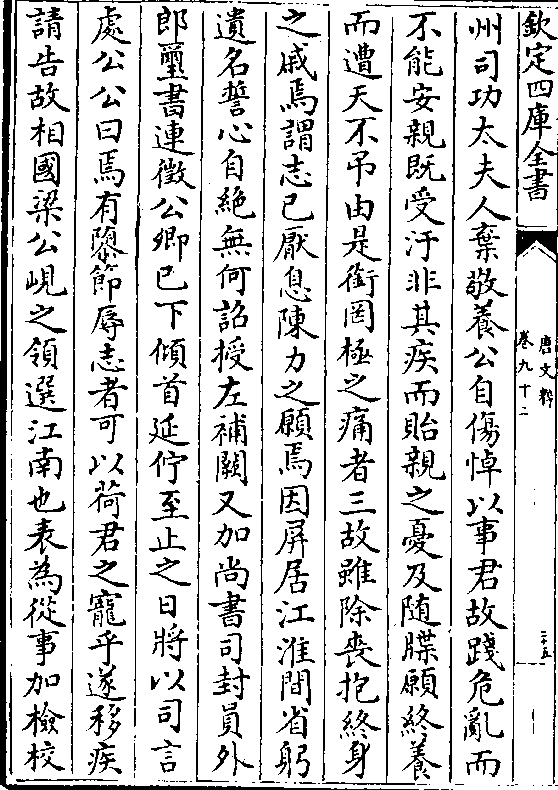 欽定四庫全書
唐文粹
卷九十二
三五
州司功太夫人棄敬養公自傷悼以事君故踐危亂而
不能安親既受汙非其疾而貽親之憂及隨牒願終養
而遭天不弔由是銜罔極之痛者三故雖除喪抱終身
之戚焉謂志已厭息陳力之願焉因屏居江淮間省躬
遺名誓心自絶無何詔授左補闕又加尚書司封員外
郎璽書連徵公卿已下傾首延佇至止之日將以司言
處公公曰焉有隳節辱志者可以荷君之寵乎遂移疾
請告故相國梁公峴之領選江南也表為從事加檢校